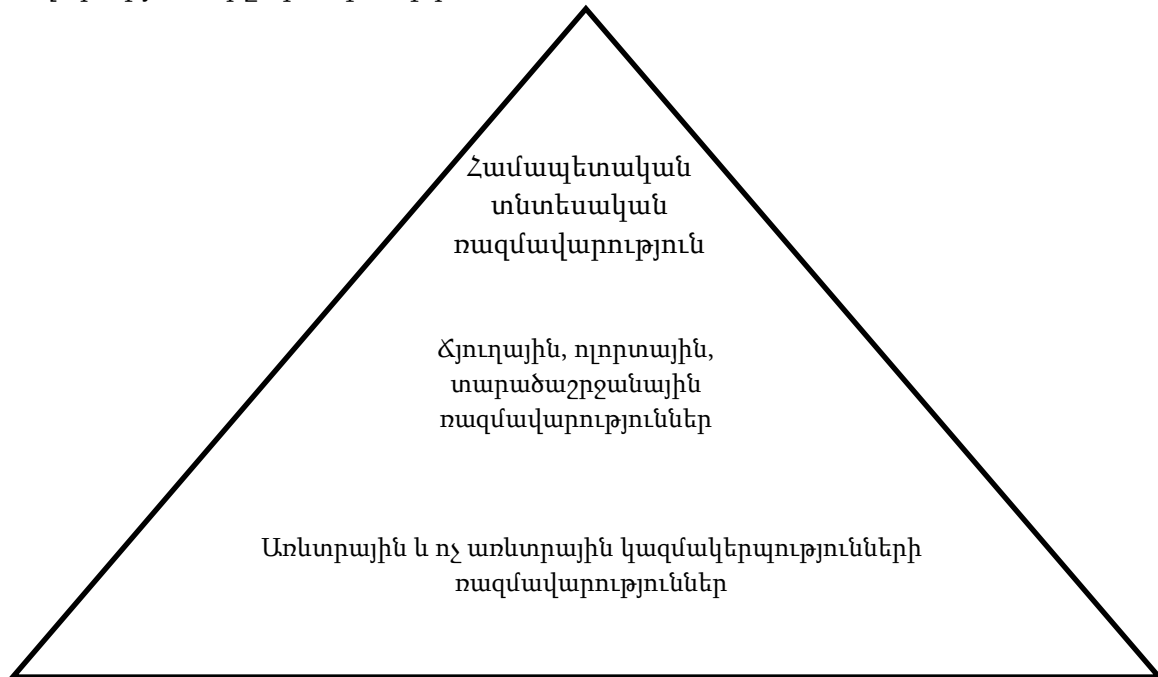 Համապետական
տնտեսական
ռազմավարություն
Ճյուղային, ոլորտային,
տարածաշրջանային
ռազմավարություններ
Առևտրային և ոչ առևտրային կազմակերպությունների
ռազմավարություններ